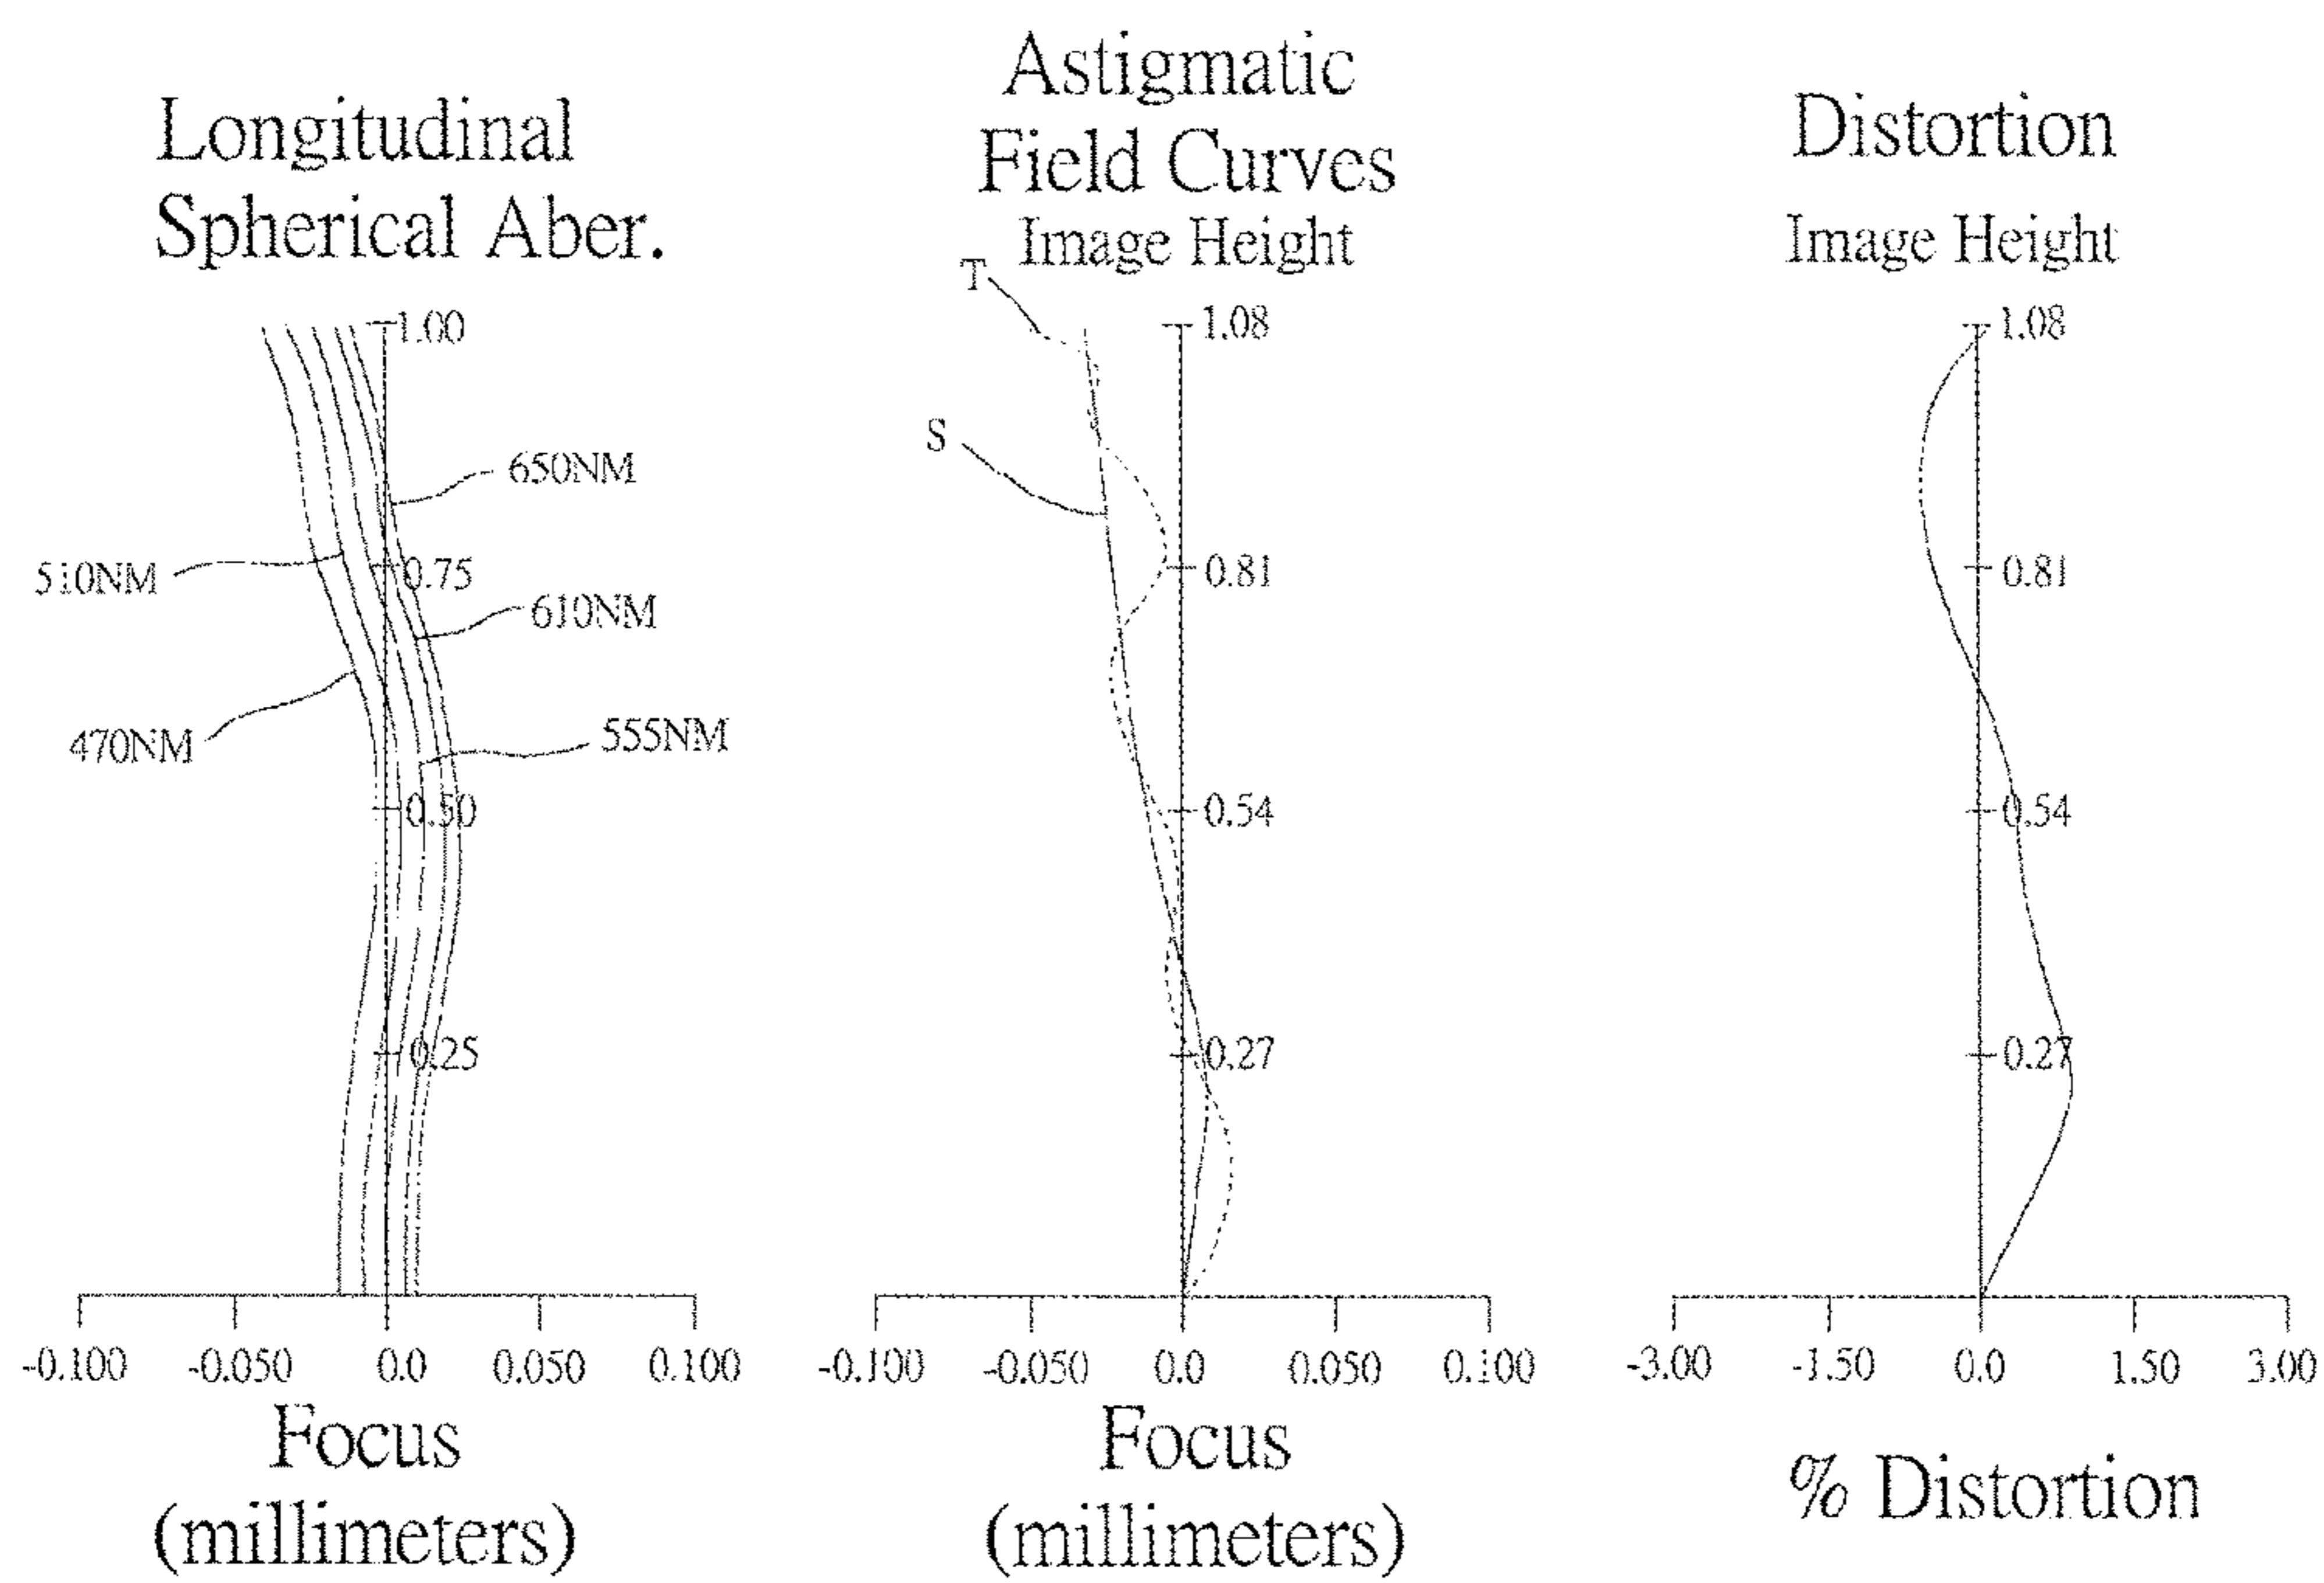 Longitudinal
Spherical Aber.
1.00
650NM
510NM
0.75
610NM
470NM
555NM
0.50
0.25
-0.100 -0.050 0.0 0.050 0.100
Focus
(millimeters)
Astigmatic
Field Curves
Image Height
T
1.08
S
0.81
0.54
0.27
-0.100 -0.050 0.0 0.050 0.100
Focus
(millimeters)
Distortion
Image Height
1.08
0.81
0.54
0.27
-3.00 -1.50 0.0 1.50 3.00
% Distortion